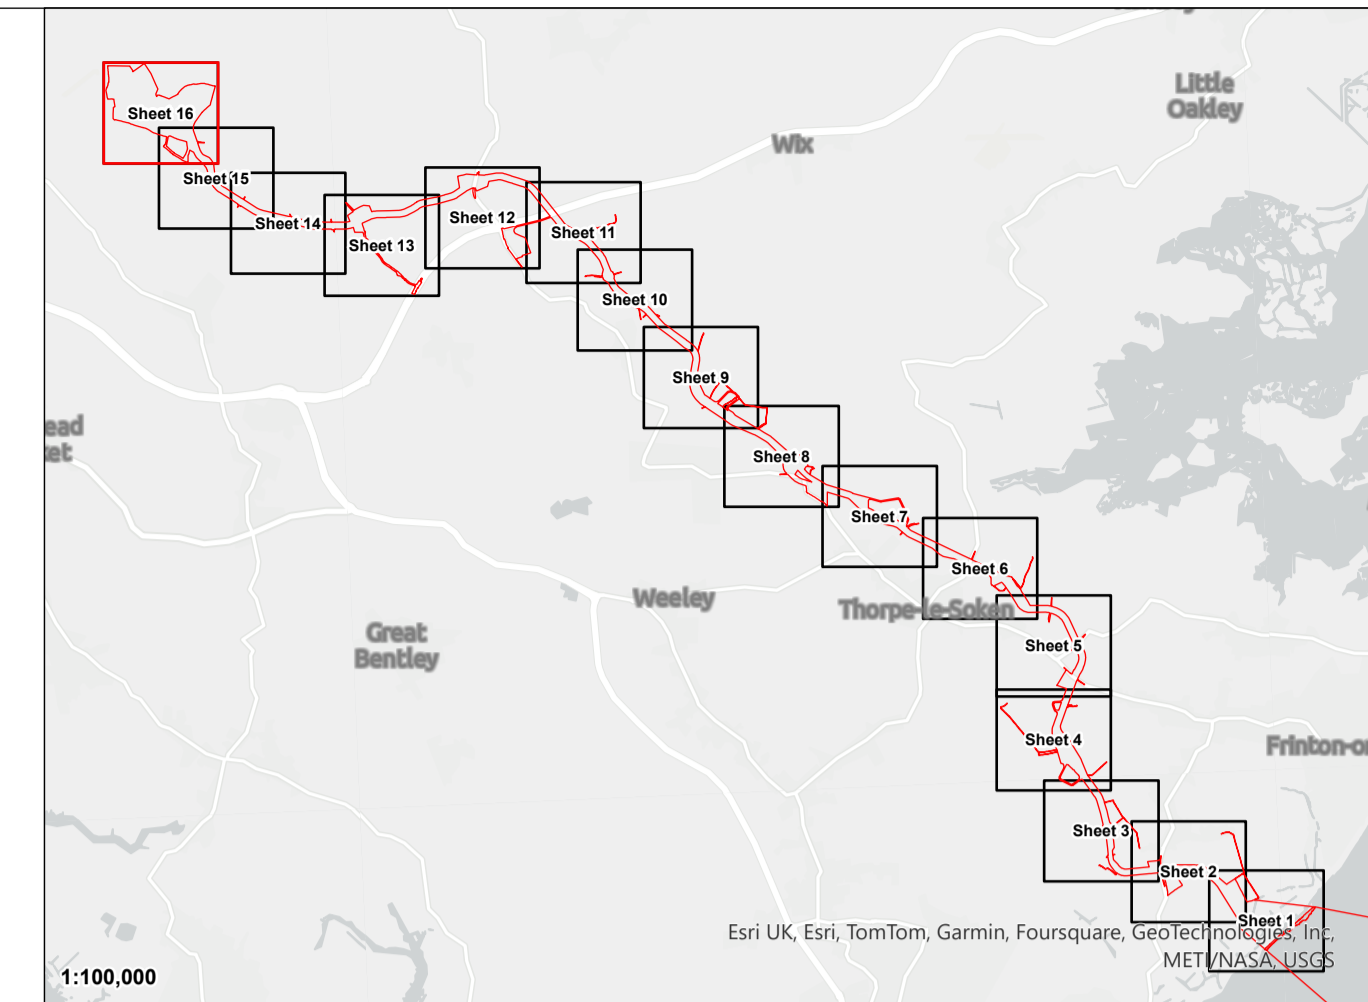 Little
Oakley
Wix
Sheet 16
Sheet 15
Sheet 14
Sheet 13
Sheet 12
Sheet 11
Sheet 10
Sheet 9
Sheet 8
Sheet 7
Sheet 6
Sheet 5
Sheet 4
Sheet 3
Sheet 2
Sheet 1
Weeley
Thorpe-le-Soken
Great
Bentley
Frinton-o
Esri UK, Esri, TomTom, Garmin, Foursquare, GeoTechnologies, Inc,
METI/NASA, USGS
1:100,000